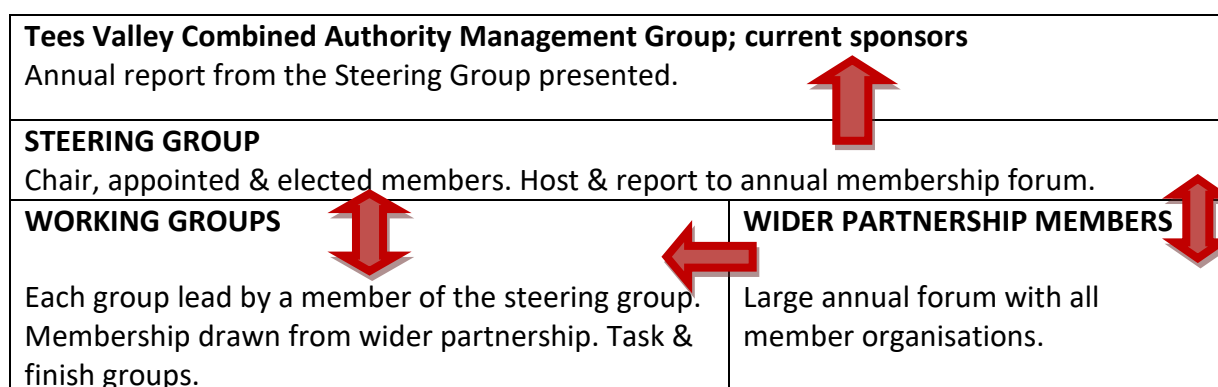 Tees Valley Combined Authority Management Group; current sponsors
Annual report from the Steering Group presented.
STEERING GROUP
Chair, appointed & elected members. Host & report to annual membership forum.
WORKING GROUPS
Each group lead by a member of the steering group.
Membership drawn from wider partnership. Task &
finish groups.
WIDER PARTNERSHIP MEMBERS
Large annual forum with all
member organisations.